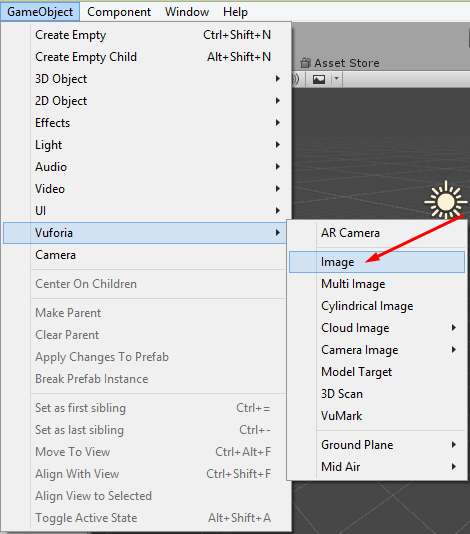 GameObject Component Window Help
Create Empty Ctrl+Shift+N
Create Empty Child Alt+Shift+N
3D Object
2D Object
Effects
Light
Audio
Video
UI
Vuforia
Camera
Center On Children
Make Parent
Clear Parent
Apply Changes To Prefab
Break Prefab Instance
Set as first sibling Ctrl+=
Set as last sibling Ctrl+-
Move To View Ctrl+Alt+F
Align With View Ctrl+Shift+F
Align View to Selected
Toggle Active State Alt+Shift+A
Asset Store
AR Camera
Image
Multi Image
Cylindrical Image
Cloud Image
Camera Image
Model Target
3D Scan
VuMark
Ground Plane
Mid Air